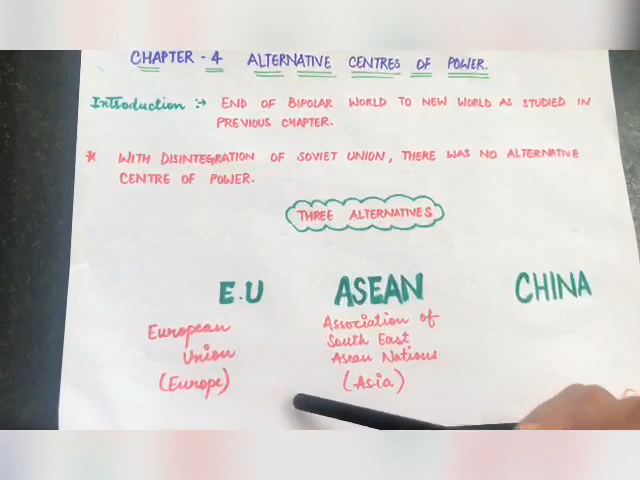 CHAPTER - 4 ALTERNATIVE CENTRES OF POWER.
Introduction :→ END OF BIPOLAR WORLD TO NEW WORLD AS STUDIED IN
PREVIOUS CHAPTER.
* WITH DISINTEGRATION OF SOVIET UNION, THERE WAS NO ALTERNATIVE
CENTRE OF POWER.
THREE ALTERNATIVES
E.U ASEAN CHINA
European
Union
(Europe)
Association of
South East
Asean Nations
(Asia)